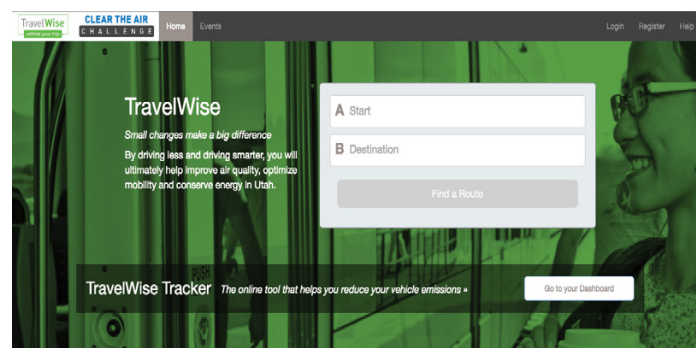 TravelWise
rethink your trip
CLEAR THE AIR
CHALLENGE
Home
Events
Login
Register
Help
TravelWise
Small changes make a big difference
By driving less and driving smarter, you will
ultimately help improve air quality, optimize
mobility and conserve energy in Utah.
A Start
B Destination
Find a Route
PUSH
TravelWise Tracker The online tool that helps you reduce your vehicle emissions »
Go to your Dashboard